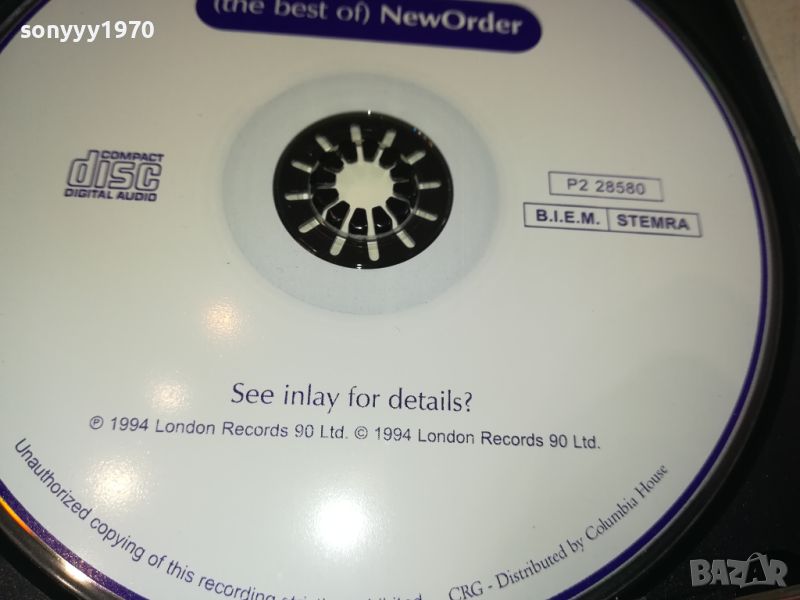 sonyyy1970
(the best of) NewOrder
COMPACT
disc
DIGITAL AUDIO
P2 28580
B.I.E.M. STEMRA
See inlay for details?
℗ 1994 London Records 90 Ltd. © 1994 London Records 90 Ltd.
Unauthorized copying of this recording
CRG - Distributed by Columbia House
BAZAR